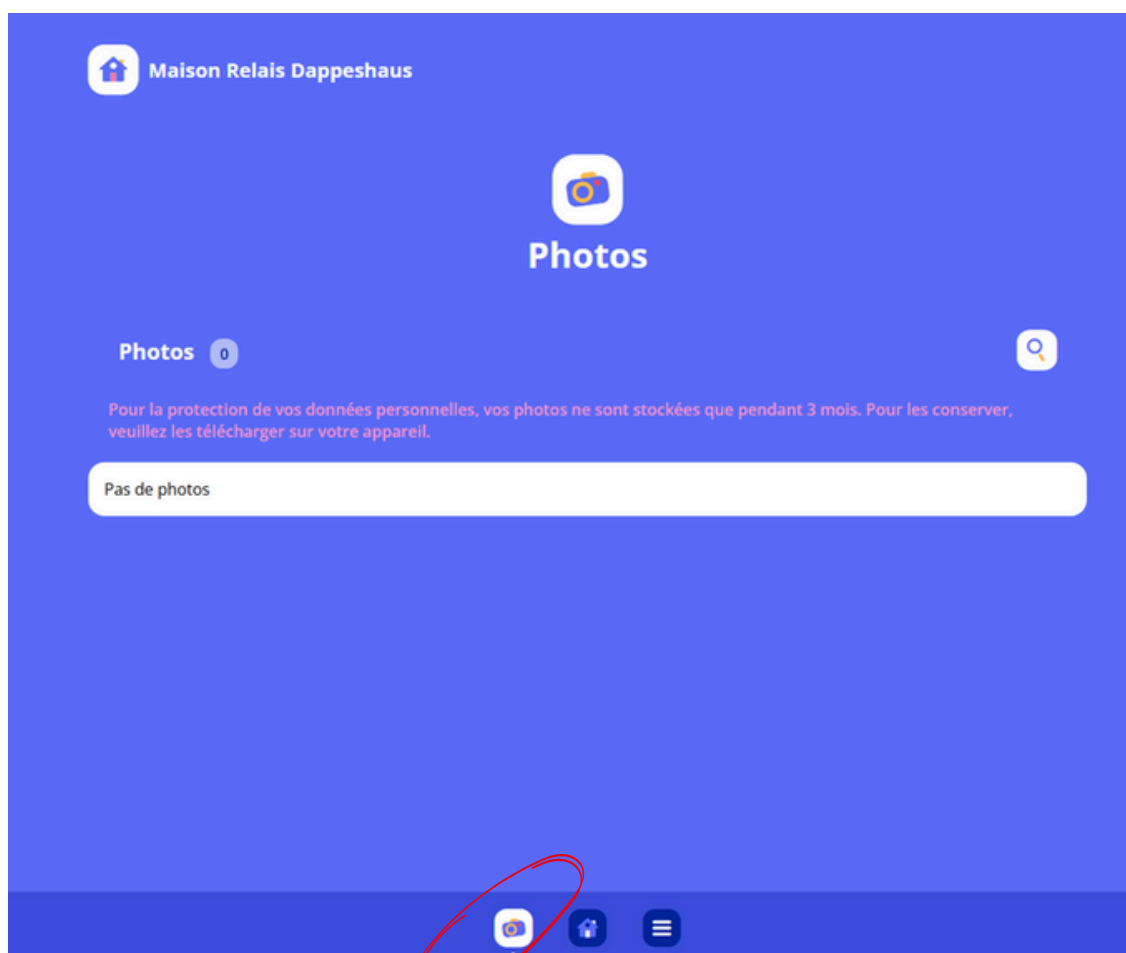 Maison Relais Dappeshaus
Photos
Photos 0
Pour la protection de vos données personnelles, vos photos ne sont stockées que pendant 3 mois. Pour les conserver,
veuillez les télécharger sur votre appareil.
Pas de photos